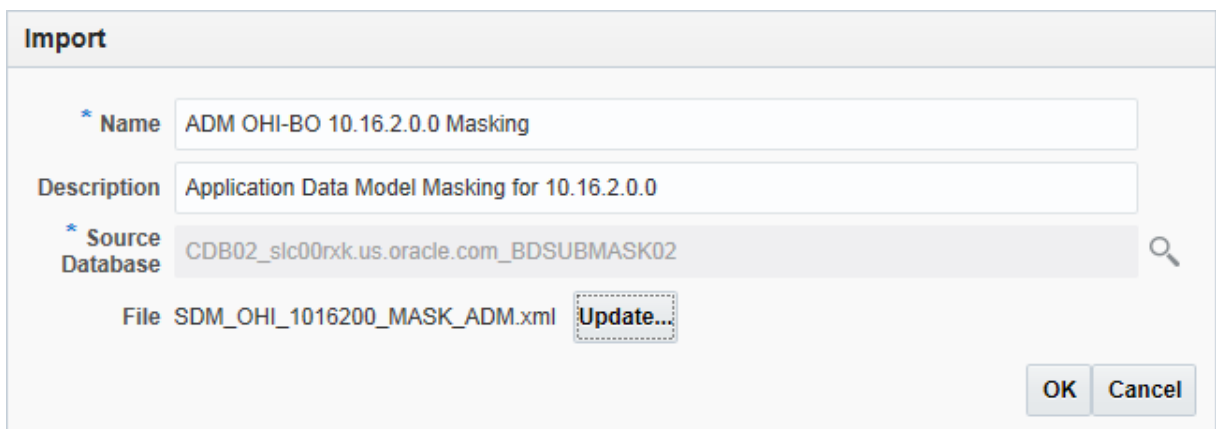 Import
* Name ADM OHI-BO 10.16.2.0.0 Masking
Description Application Data Model Masking for 10.16.2.0.0
* Source
Database CDB02_slc00rxk.us.oracle.com_BDSUBMASK02
File SDM_OHI_1016200_MASK_ADM.xml Update...
OK Cancel